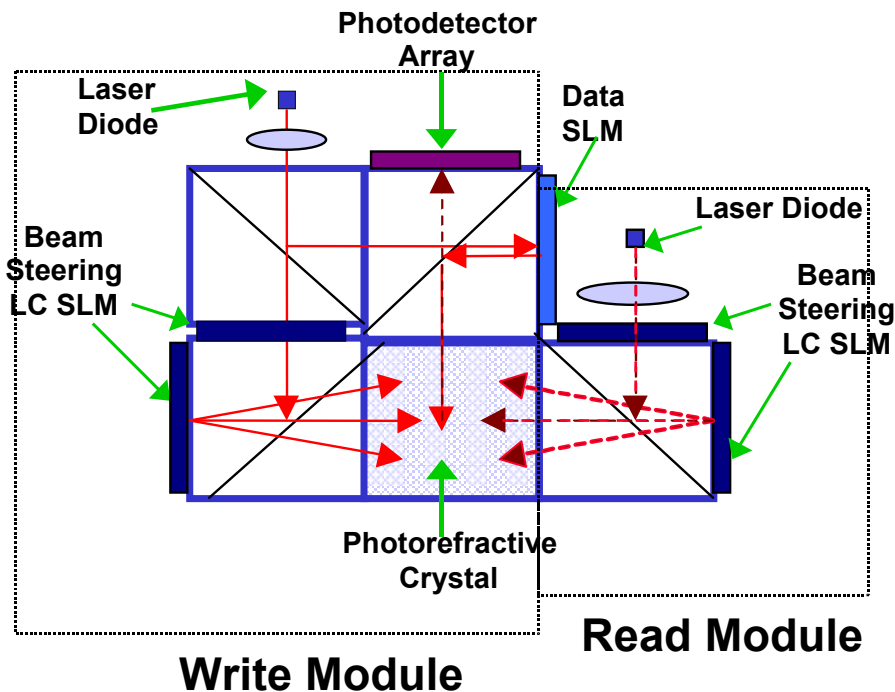 Photodetector
Array
Laser
Diode
Data
SLM
Laser Diode
Beam
Steering
LC SLM
Beam
Steering
LC SLM
Photorefractive
Crystal
Read Module
Write Module